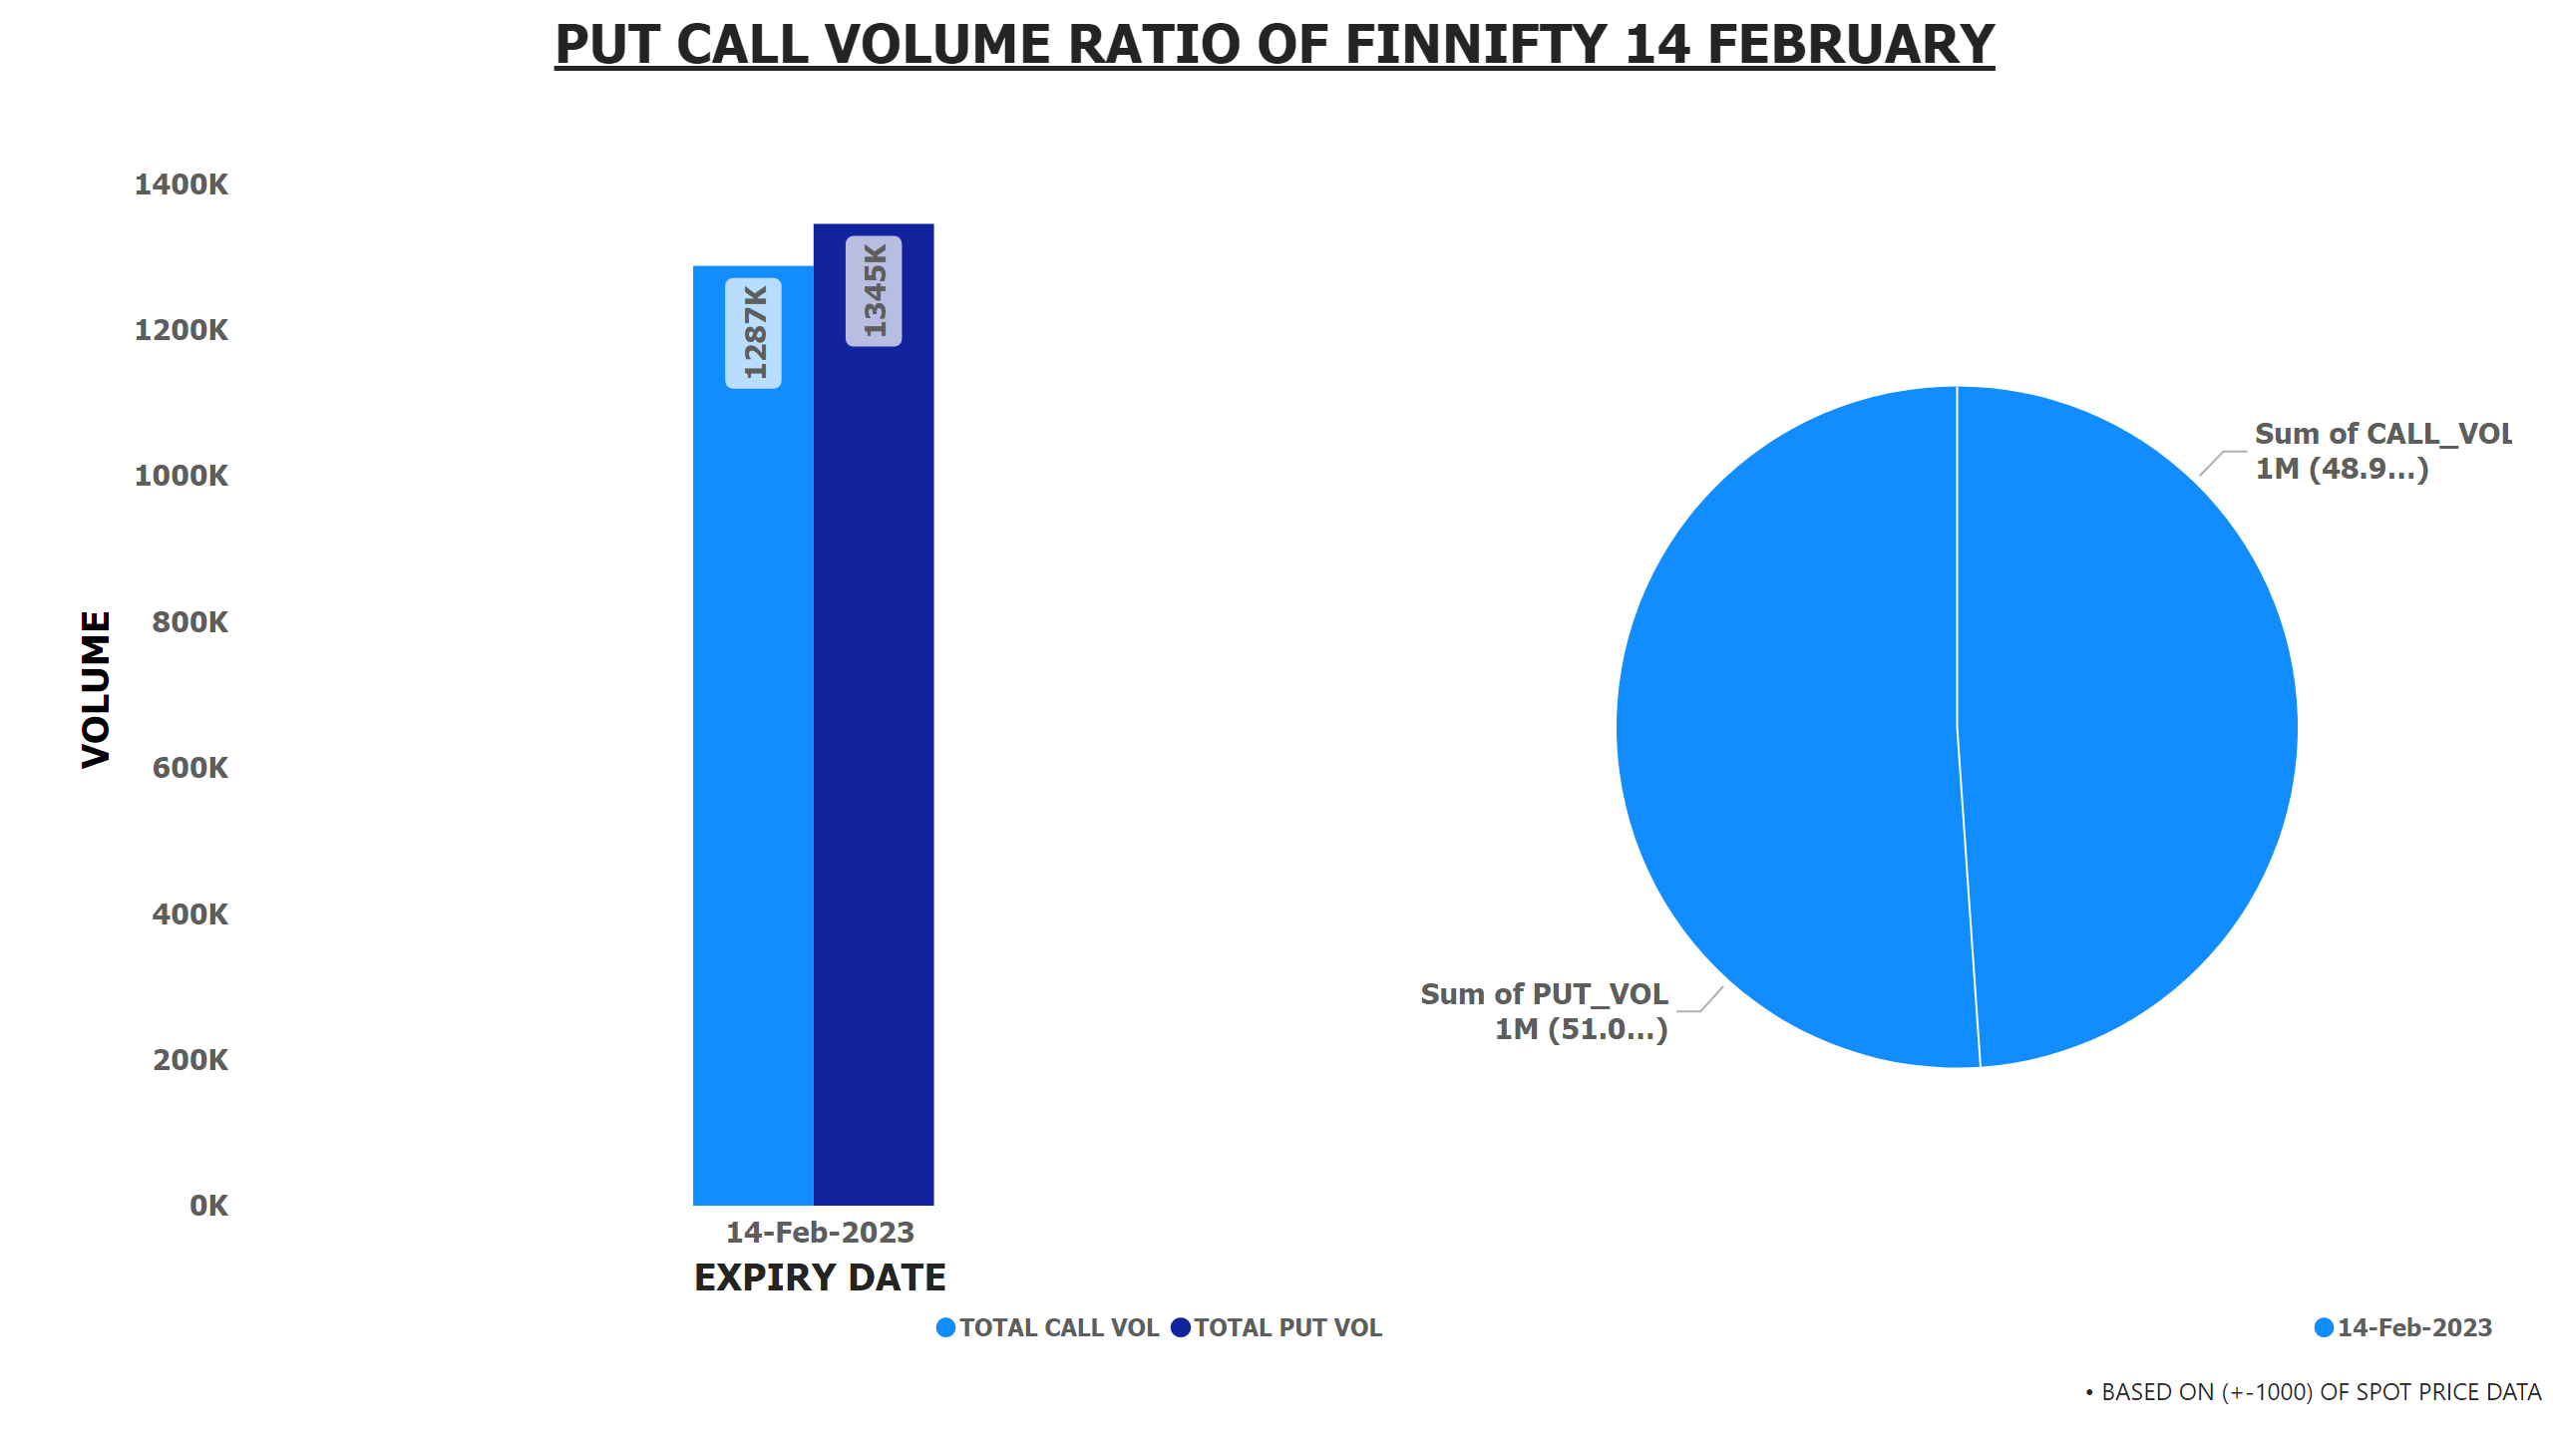 PUT CALL VOLUME RATIO OF FINNIFTY 14 FEBRUARY
1400K
1200K
1000K
800K
600K
400K
200K
0K
VOLUME
1287K
1345K
14-Feb-2023
EXPIRY DATE
TOTAL CALL VOL TOTAL PUT VOL
Sum of CALL_VOL
1M (48.9...)
Sum of PUT_VOL
1M (51.0...)
14-Feb-2023
• BASED ON (+-1000) OF SPOT PRICE DATA